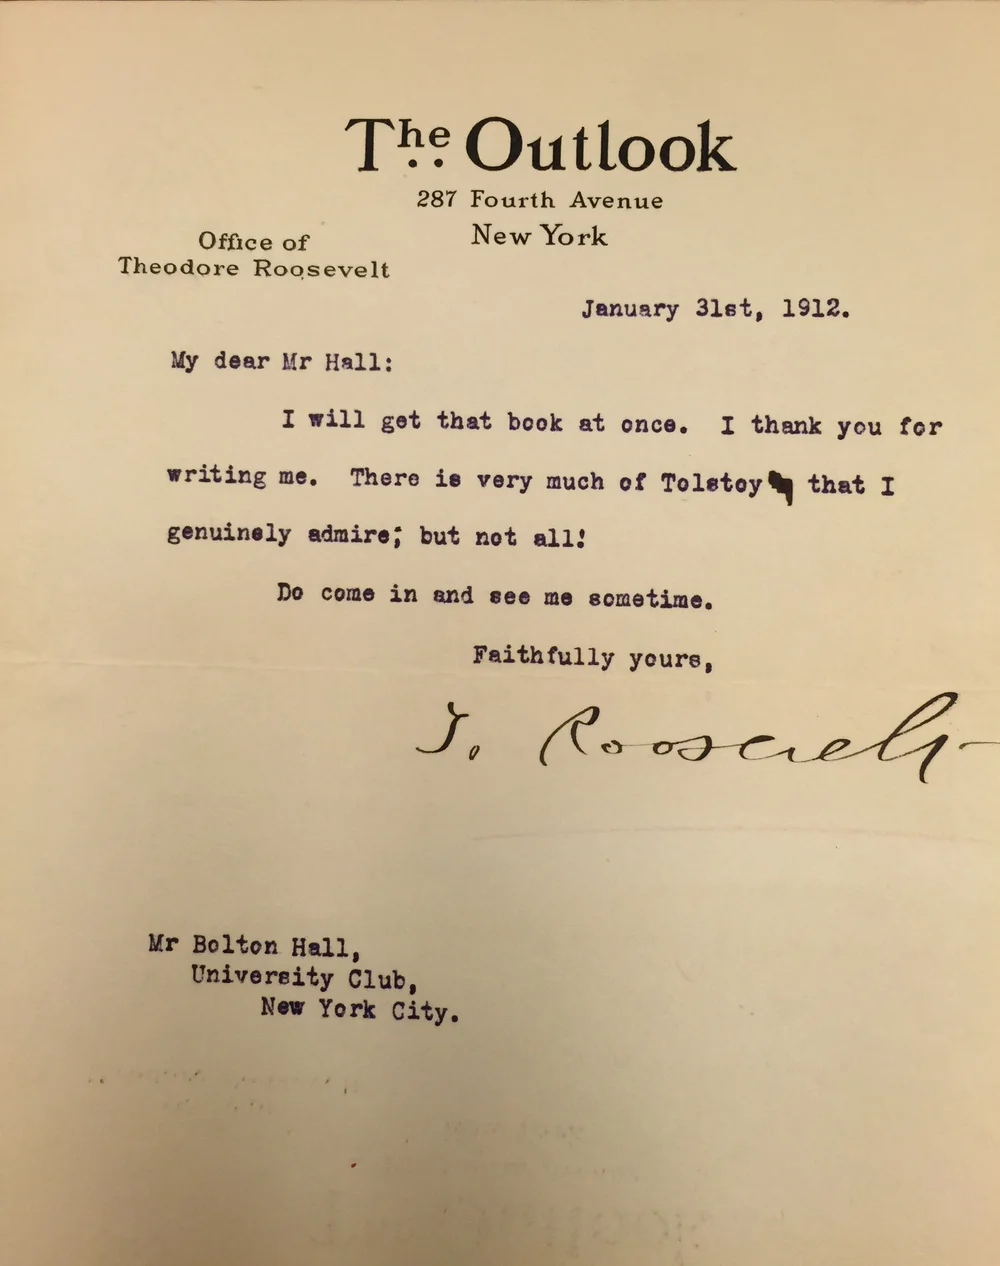 The Outlook
287 Fourth Avenue
New York
Office of
Theodore Roosevelt
January 31st, 1912.
My dear Mr Hall:
I will get that book at once. I thank you for
writing me. There is very much of Tolstoy that I
genuinely admire; but not all!
Do come in and see me sometime.
Faithfully yours,
T. Roosevelt
Mr Bolton Hall,
University Club,
New York City.